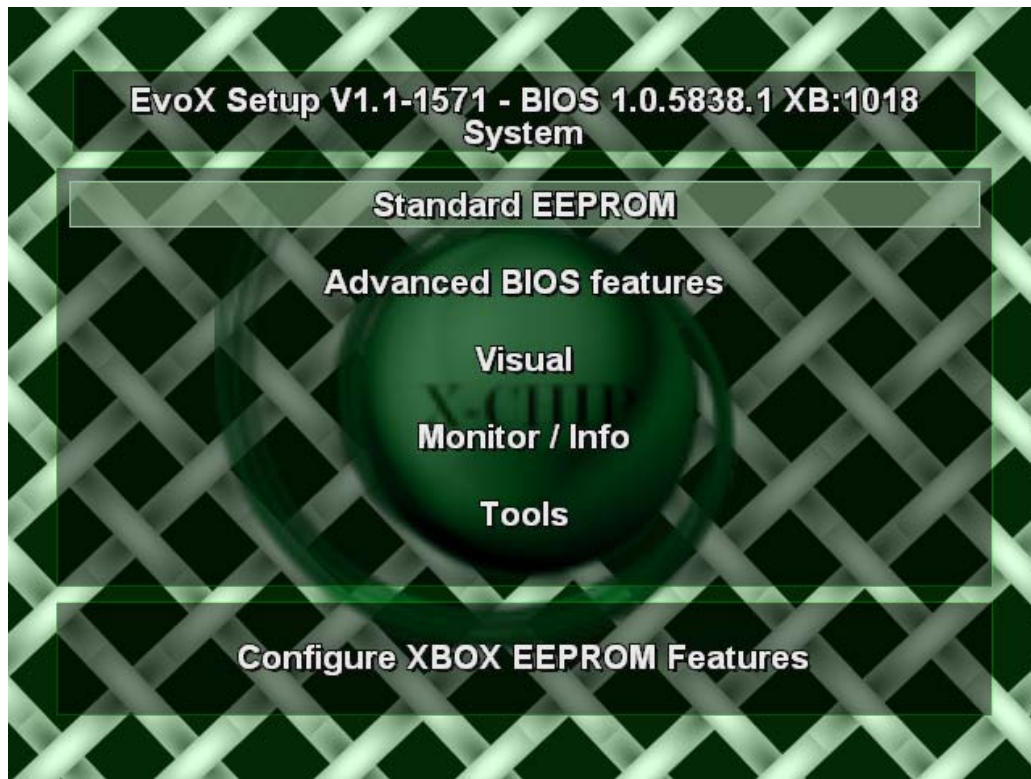 EvoX Setup V1.1-1571 - BIOS 1.0.5838.1 XB:1018
System
Standard EEPROM
Advanced BIOS features
Visual
X-CHIP
Monitor / Info
Tools
Configure XBOX EEPROM Features